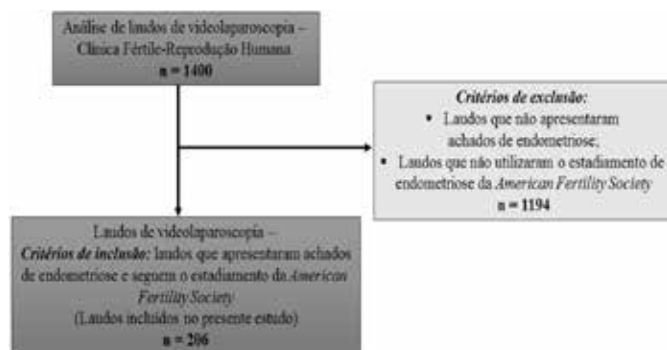 Análise de laudos de videolaparoscopia –
Clínica Fértile-Reprodução Humana
n = 1400
Critérios de exclusão:
▪ Laudos que não apresentaram
achados de endometriose;
▪ Laudos que não utilizaram o estadiamento de
endometriose da American Fertility Society
n = 1194
Laudos de videolaparoscopia –
Critérios de inclusão: laudos que apresentaram achados
de endometriose e seguem o estadiamento da American
Fertility Society
(Laudos incluídos no presente estudo)
n = 206